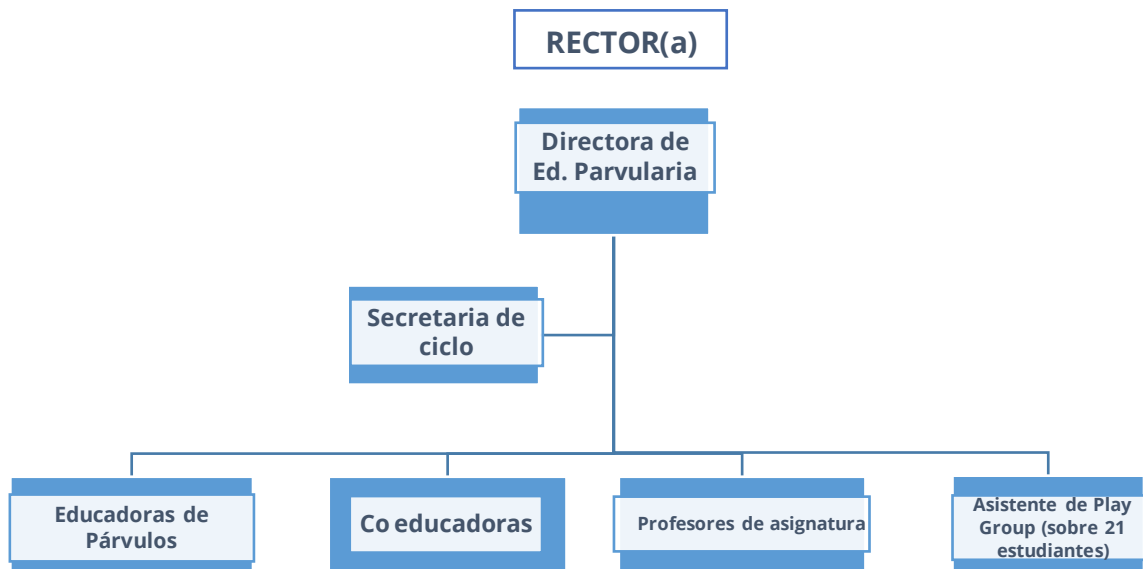 RECTOR(a)
Directora de
Ed. Parvularia
Secretaria de
ciclo
Educadoras de
Párvulos
Co educadoras
Profesores de asignatura
Asistente de Play
Group (sobre 21
estudiantes)